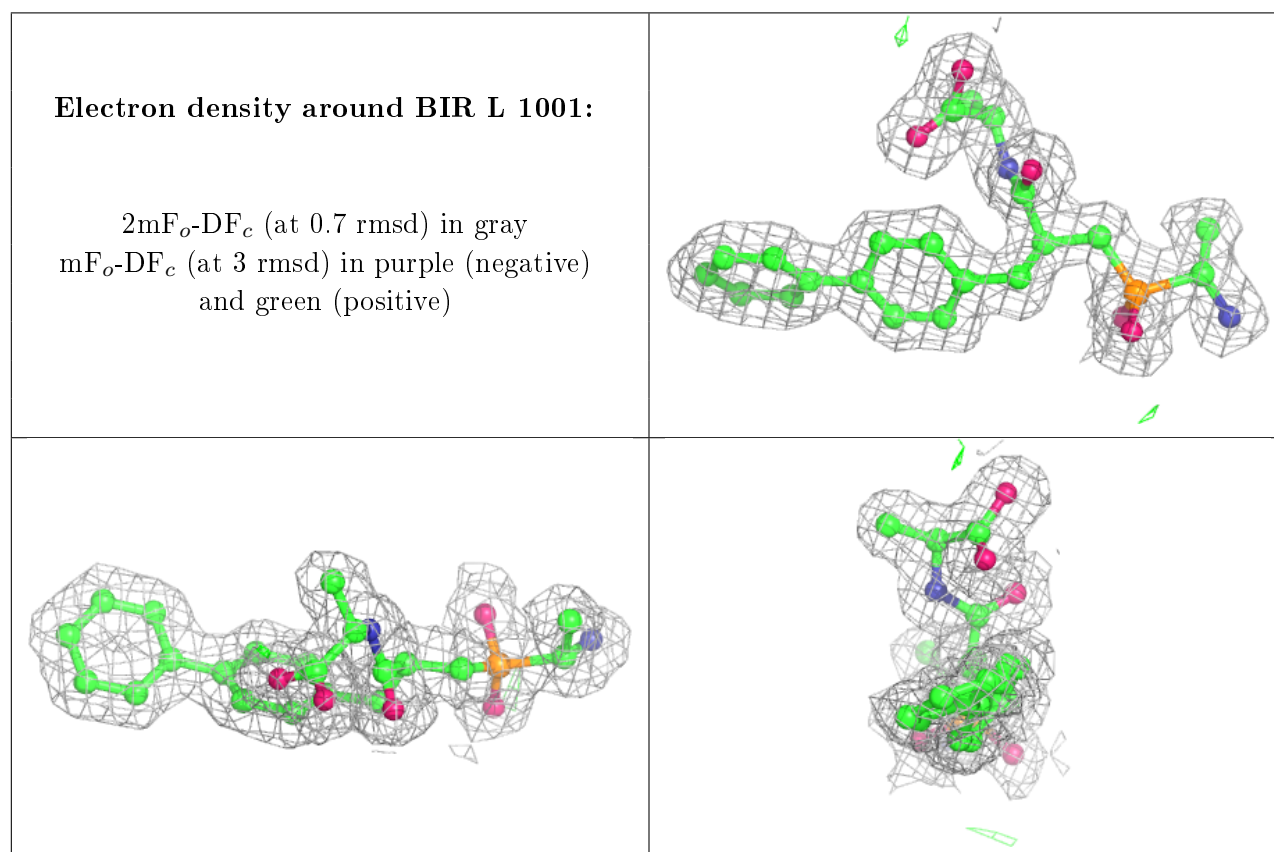 Electron density around BIR L 1001:
2mFo-DFc (at 0.7 rmsd) in gray
mFo-DFc (at 3 rmsd) in purple (negative)
and green (positive)